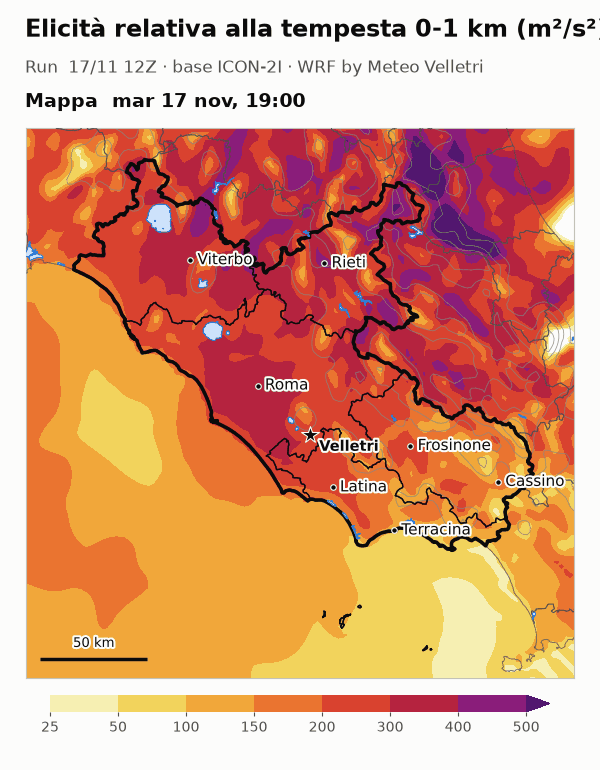 Elicità relativa alla tempesta 0-1 km (m²/s²)
Run 17/11 12Z · base ICON-2I · WRF by Meteo Velletri
Mappa mar 17 nov, 19:00
Viterbo
Rieti
Roma
Velletri
Frosinone
Latina
Cassino
Terracina
50 km
25 50 100 150 200 300 400 500